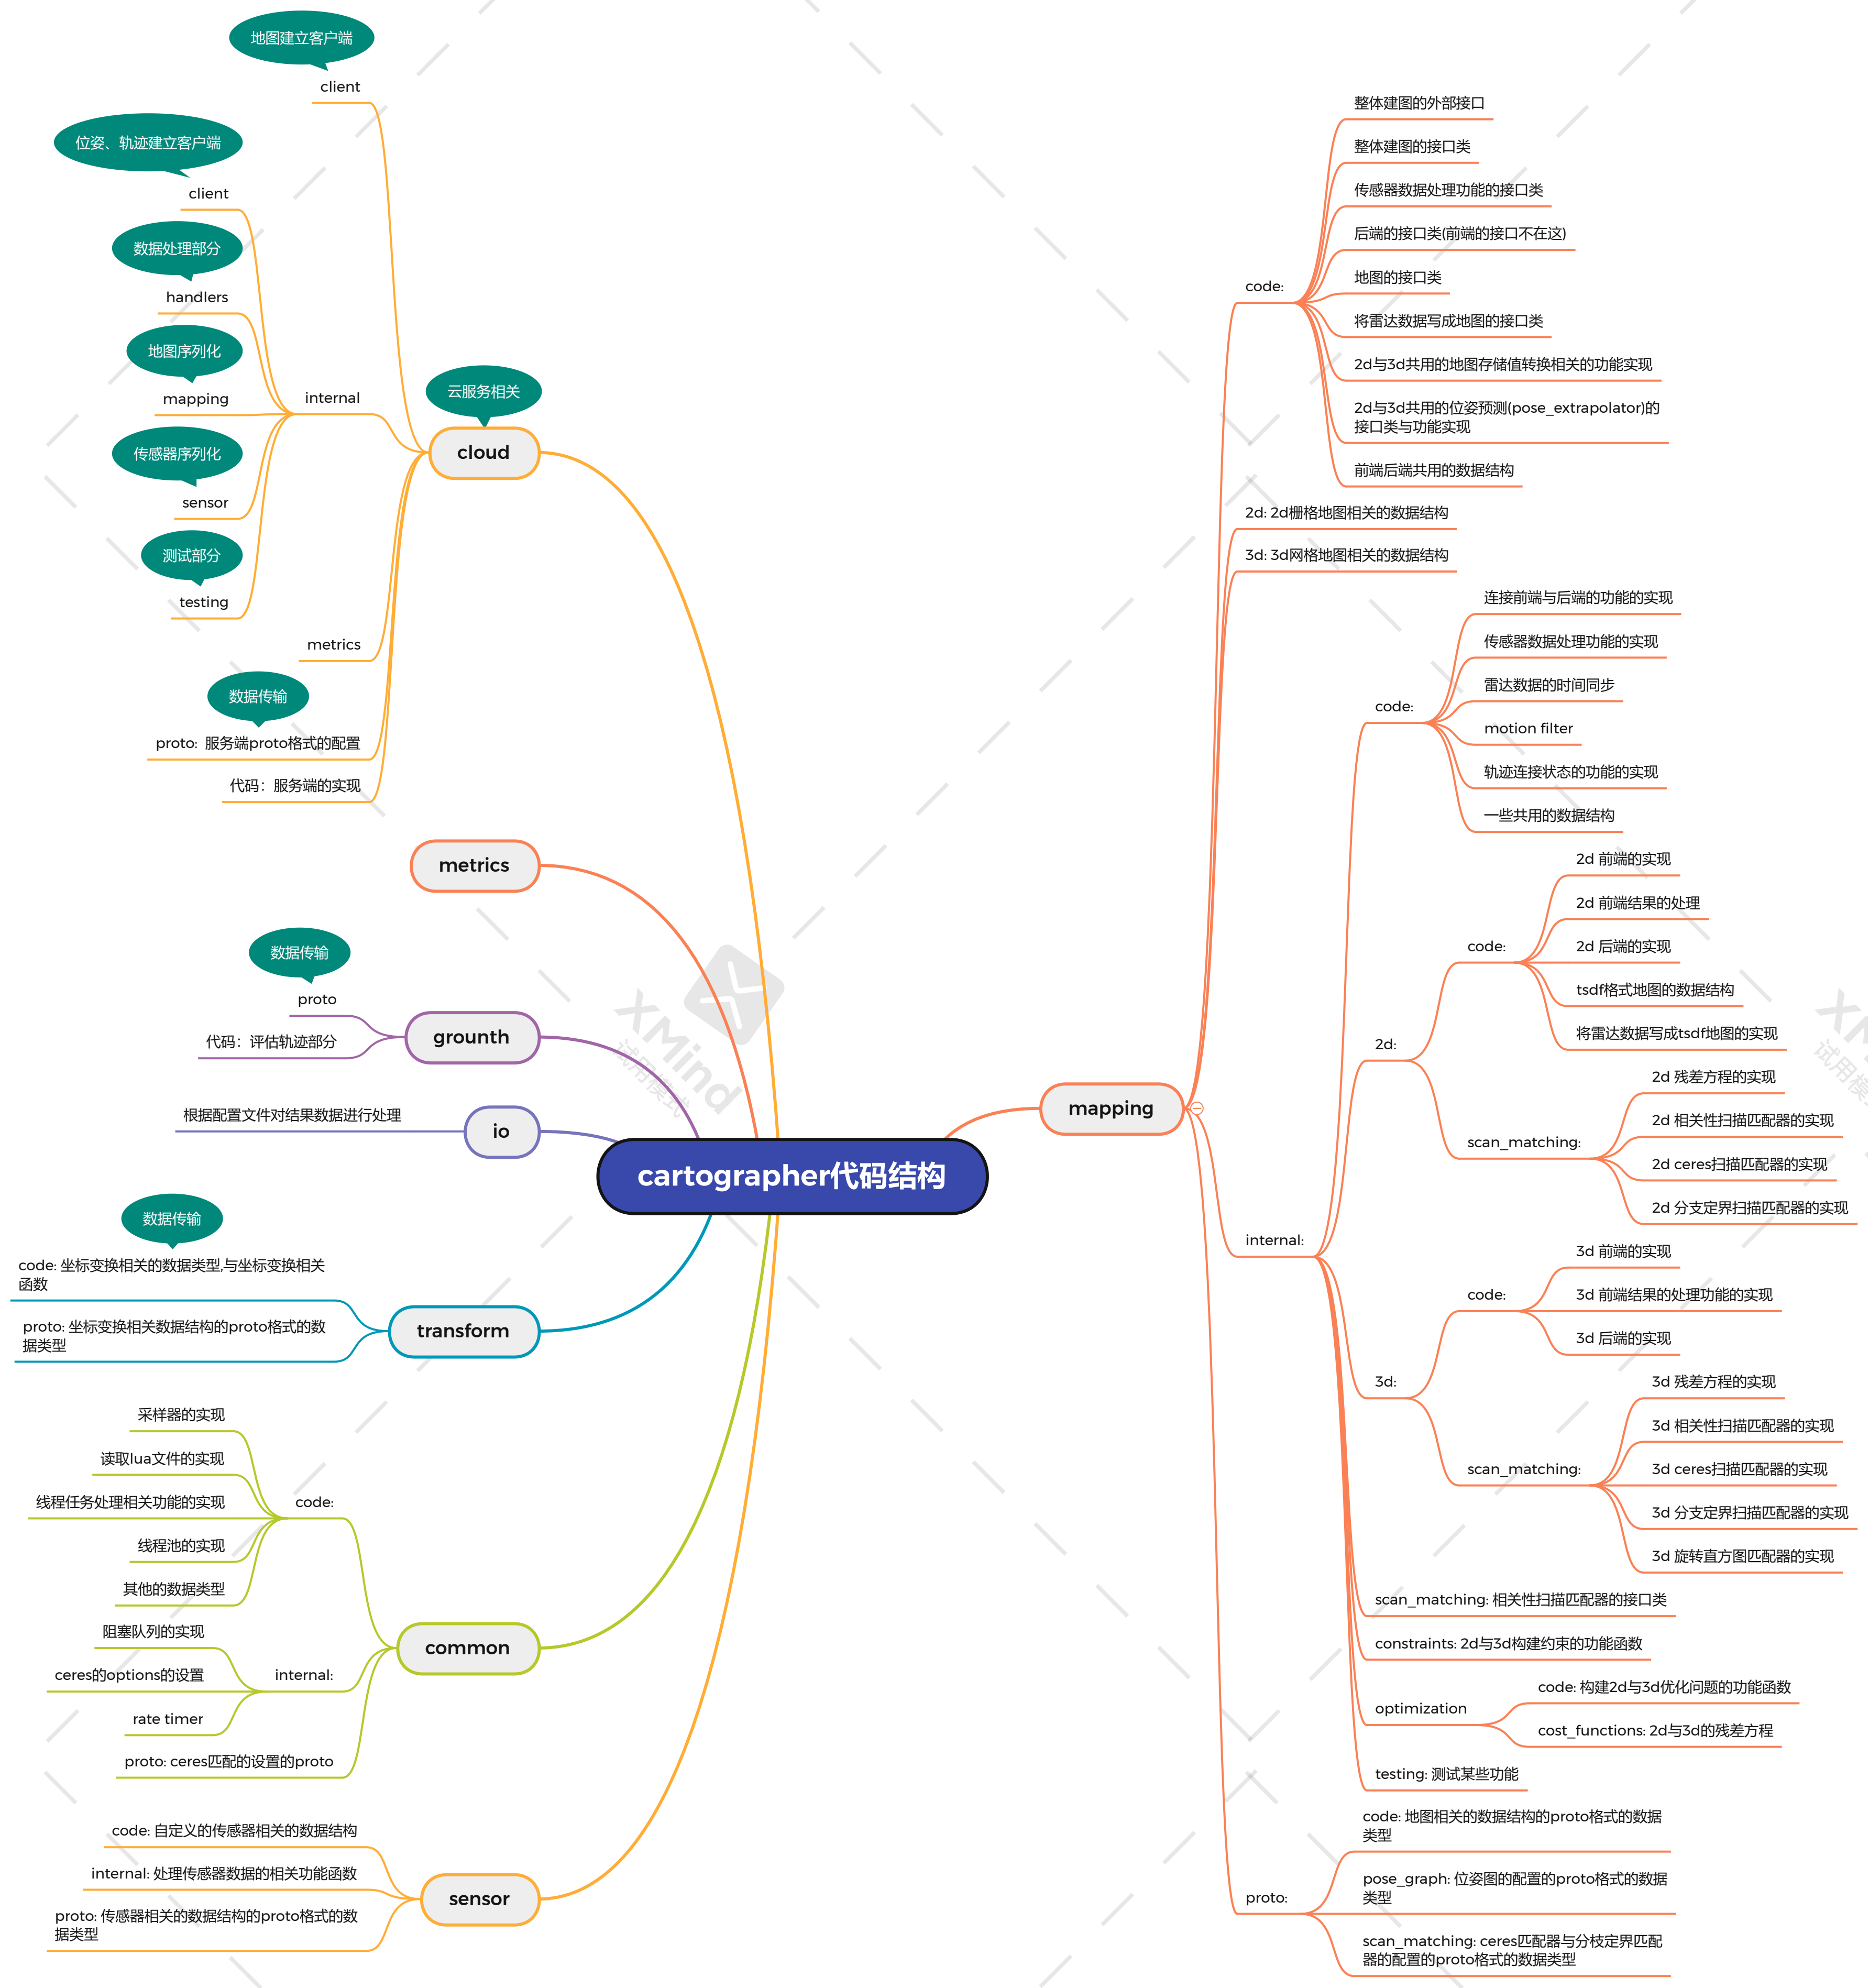 cartographer代码结构
mapping
code:
整体建图的外部接口
整体建图的接口类
传感器数据处理功能的接口类
后端的接口类(前端的接口不在这)
地图的接口类
将雷达数据写成地图的接口类
2d与3d共用的地图存储值转换相关的功能实现
2d与3d共用的位姿预测(pose_extrapolator)的
接口类与功能实现
前端后端共用的数据结构
2d: 2d栅格地图相关的数据结构
3d: 3d网格地图相关的数据结构
internal:
code:
连接前端与后端的功能的实现
传感器数据处理功能的实现
雷达数据的时间同步
motion filter
轨迹连接状态的功能的实现
一些共用的数据结构
2d:
code:
2d 前端的实现
2d 前端结果的处理
2d 后端的实现
tsdf格式地图的数据结构
将雷达数据写成tsdf地图的实现
scan_matching:
2d 残差方程的实现
2d 相关性扫描匹配器的实现
2d ceres扫描匹配器的实现
2d 分支定界扫描匹配器的实现
3d:
code:
3d 前端的实现
3d 前端结果的处理功能的实现
3d 后端的实现
scan_matching:
3d 残差方程的实现
3d 相关性扫描匹配器的实现
3d ceres扫描匹配器的实现
3d 分支定界扫描匹配器的实现
3d 旋转直方图匹配器的实现
scan_matching: 相关性扫描匹配器的接口类
constraints: 2d与3d构建约束的功能函数
optimization
code: 构建2d与3d优化问题的功能函数
cost_functions: 2d与3d的残差方程
testing: 测试某些功能
proto:
code: 地图相关的数据结构的proto格式的数据
类型
pose_graph: 位姿图的配置的proto格式的数据
类型
scan_matching: ceres匹配器与分枝定界匹配
器的配置的proto格式的数据类型
云服务相关
cloud
地图建立客户端
client
internal
位姿、轨迹建立客户端
client
数据处理部分
handlers
地图序列化
mapping
传感器序列化
sensor
测试部分
testing
metrics
数据传输
proto: 服务端proto格式的配置
代码：服务端的实现
metrics
grounth
数据传输
proto
代码：评估轨迹部分
io
根据配置文件对结果数据进行处理
transform
数据传输
code: 坐标变换相关的数据类型,与坐标变换相关
函数
proto: 坐标变换相关数据结构的proto格式的数
据类型
common
code:
采样器的实现
读取lua文件的实现
线程任务处理相关功能的实现
线程池的实现
其他的数据类型
internal:
阻塞队列的实现
ceres的options的设置
rate timer
proto: ceres匹配的设置的proto
sensor
code: 自定义的传感器相关的数据结构
internal: 处理传感器数据的相关功能函数
proto: 传感器相关的数据结构的proto格式的数
据类型
XMind
试用模式